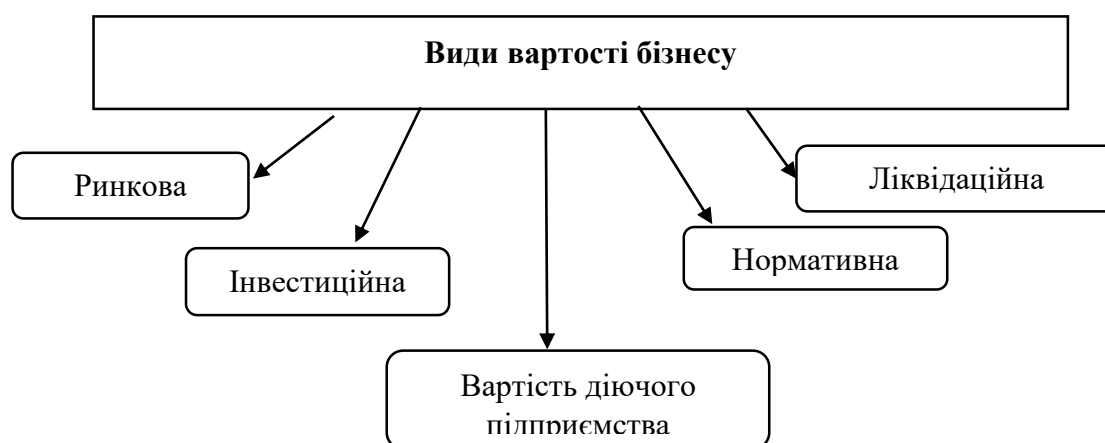 Види вартості бізнесу
Ринкова
Ліквідаційна
Інвестиційна
Нормативна
Вартість діючого
підприємства